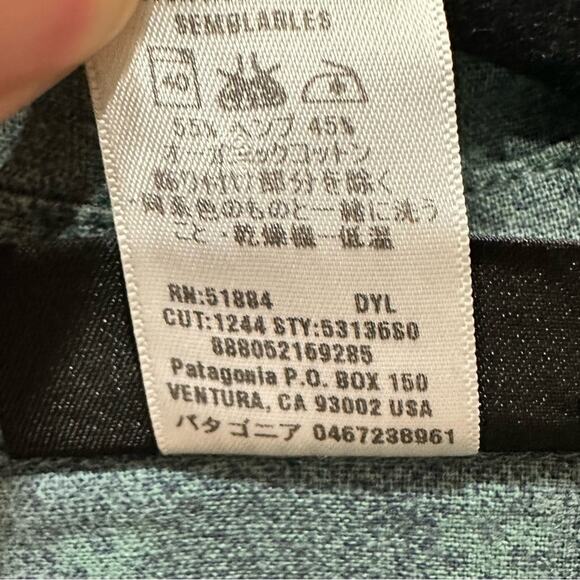 SEMBLABLES
40
55% ヘンプ 45%
オーガニックコットン
飾り付け部分を除く
・同系色のものと一緒に洗う
こと・乾燥機－低温
RN:51884 DYL
CUT:1244 STY:53136S0
888052169285
Patagonia P.O. BOX 150
VENTURA, CA 93002 USA
パタゴニア 0467238961